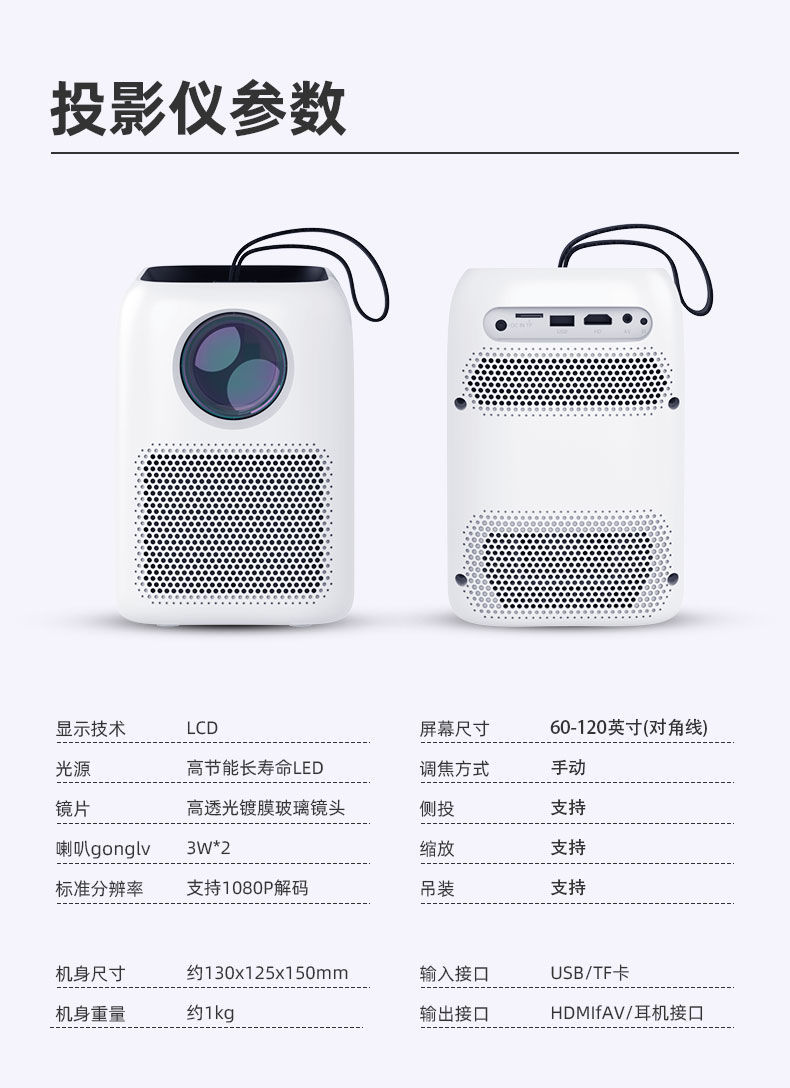 投影仪参数
DC IN TF USB HD AV
显示技术 LCD 屏幕尺寸 60-120英寸(对角线)
光源 高节能长寿命LED 调焦方式 手动
镜片 高透光镀膜玻璃镜头 侧投 支持
喇叭gonglv 3W*2 缩放 支持
标准分辨率 支持1080P解码 吊装 支持
机身尺寸 约130x125x150mm 输入接口 USB/TF卡
机身重量 约1kg 输出接口 HDMIfAV/耳机接口